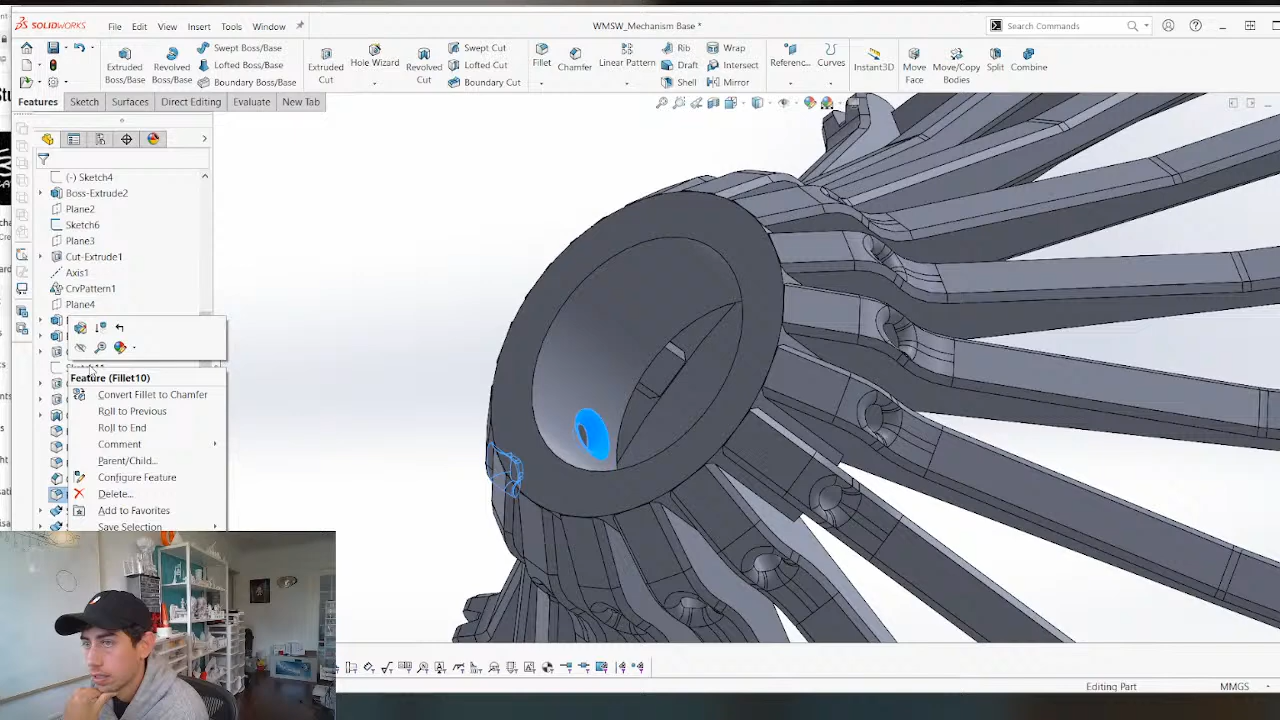 SOLIDWORKS
File Edit View Insert Tools Window
WMSW_Mechanism Base *
Search Commands
Extruded Boss/Base
Revolved Boss/Base
Swept Boss/Base
Lofted Boss/Base
Boundary Boss/Base
Extruded Cut
Hole Wizard
Revolved Cut
Swept Cut
Lofted Cut
Boundary Cut
Fillet
Chamfer
Linear Pattern
Rib
Draft
Shell
Wrap
Intersect
Mirror
Referenc...
Curves
Instant3D
Move Face
Move/Copy Bodies
Split
Combine
Features Sketch Surfaces Direct Editing Evaluate New Tab
(-) Sketch4
Boss-Extrude2
Plane2
Sketch6
Plane3
Cut-Extrude1
Axis1
CrvPattern1
Plane4
Feature (Fillet10)
Convert Fillet to Chamfer
Roll to Previous
Roll to End
Comment
Parent/Child...
Configure Feature
Delete...
Add to Favorites
Save Selection
Editing Part
MMGS